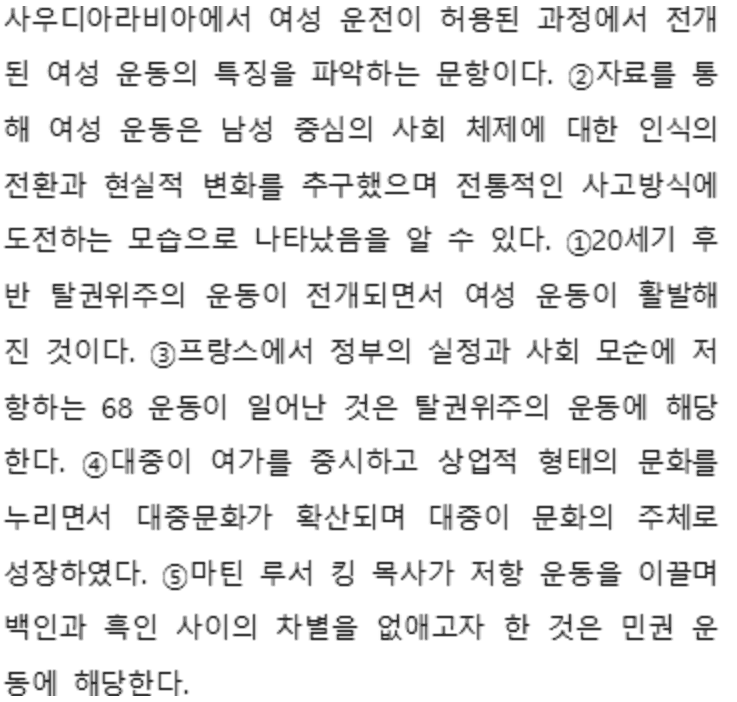 사우디아라비아에서 여성 운전이 허용된 과정에서 전개
된 여성 운동의 특징을 파악하는 문항이다. ②자료를 통
해 여성 운동은 남성 중심의 사회 체제에 대한 인식의
전환과 현실적 변화를 추구했으며 전통적인 사고방식에
도전하는 모습으로 나타났음을 알 수 있다. ①20세기 후
반 탈권위주의 운동이 전개되면서 여성 운동이 활발해
진 것이다. ③프랑스에서 정부의 실정과 사회 모순에 저
항하는 68 운동이 일어난 것은 탈권위주의 운동에 해당
한다. ④대중이 여가를 중시하고 상업적 형태의 문화를
누리면서 대중문화가 확산되며 대중이 문화의 주체로
성장하였다. ⑤마틴 루서 킹 목사가 저항 운동을 이끌며
백인과 흑인 사이의 차별을 없애고자 한 것은 민권 운
동에 해당한다.